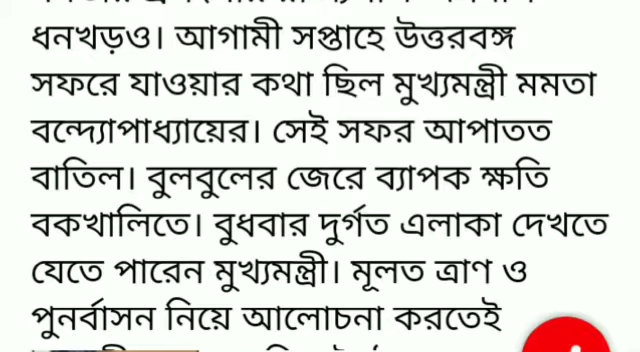 ধনখড়ও। আগামী সপ্তাহে উত্তরবঙ্গ
সফরে যাওয়ার কথা ছিল মুখ্যমন্ত্রী মমতা
বন্দ্যোপাধ্যায়ের। সেই সফর আপাতত
বাতিল। বুলবুলের জেরে ব্যাপক ক্ষতি
বকখালিতে। বুধবার দুর্গত এলাকা দেখতে
যেতে পারেন মুখ্যমন্ত্রী। মূলত ত্রাণ ও
পুনর্বাসন নিয়ে আলোচনা করতেই